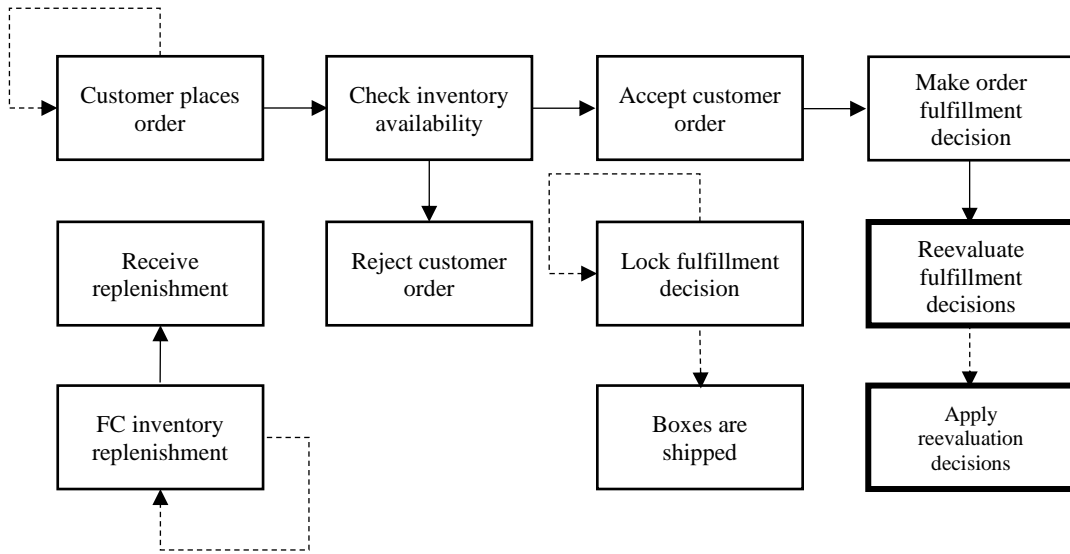 Customer places
order
Check inventory
availability
Accept customer
order
Make order
fulfillment
decision
Receive
replenishment
Reject customer
order
Lock fulfillment
decision
Reevaluate
fulfillment
decisions
FC inventory
replenishment
Boxes are
shipped
Apply
reevaluation
decisions